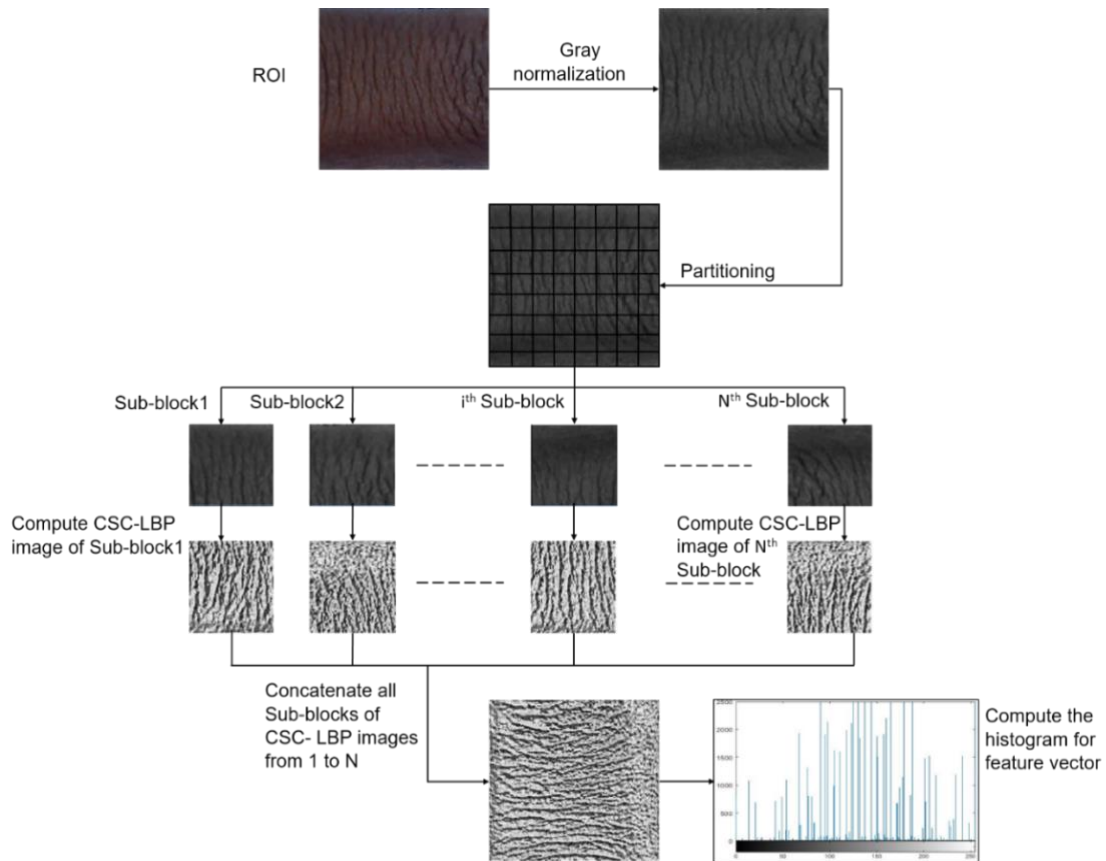 ROI
Gray
normalization
Partitioning
Sub-block1
Sub-block2
iᵗʰ Sub-block
Nᵗʰ Sub-block
Compute CSC-LBP
image of Sub-block1
Compute CSC-LBP
image of Nᵗʰ
Sub-block
Concatenate all
Sub-blocks of
CSC- LBP images
from 1 to N
2500
2000
1500
1000
500
0
0
50
100
150
200
Compute the
histogram for
feature vector